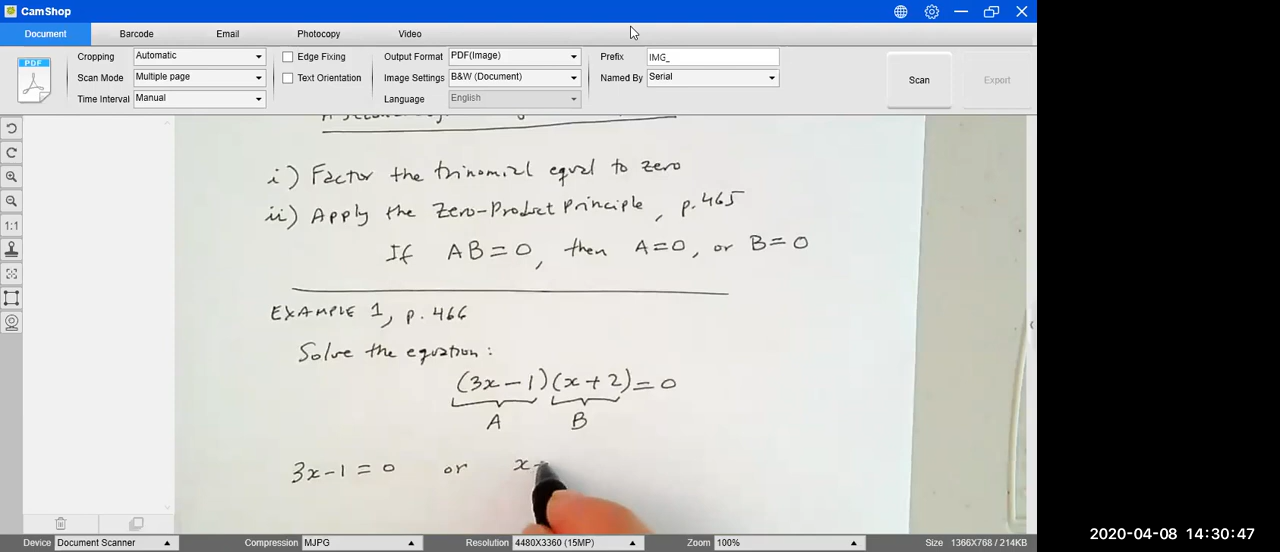 CamShop
Document Barcode Email Photocopy Video
Cropping Automatic Edge Fixing Output Format PDF(Image) Prefix IMG_
PDF Scan Mode Multiple page Text Orientation Image Settings B&W (Document) Named By Serial Scan Export
Time Interval Manual Language English
i) Factor the trinomial equal to zero
ii) Apply the Zero-Product Principle, p.465
If AB=0, then A=0, or B=0
EXAMPLE 1, p.466
Solve the equation:
(3x-1)(x+2)=0
A B
3x-1=0 or x
1:1
Device Document Scanner Compression MJPG Resolution 4480X3360 (15MP) Zoom 100% Size 1366X768 / 214KB
2020-04-08 14:30:47